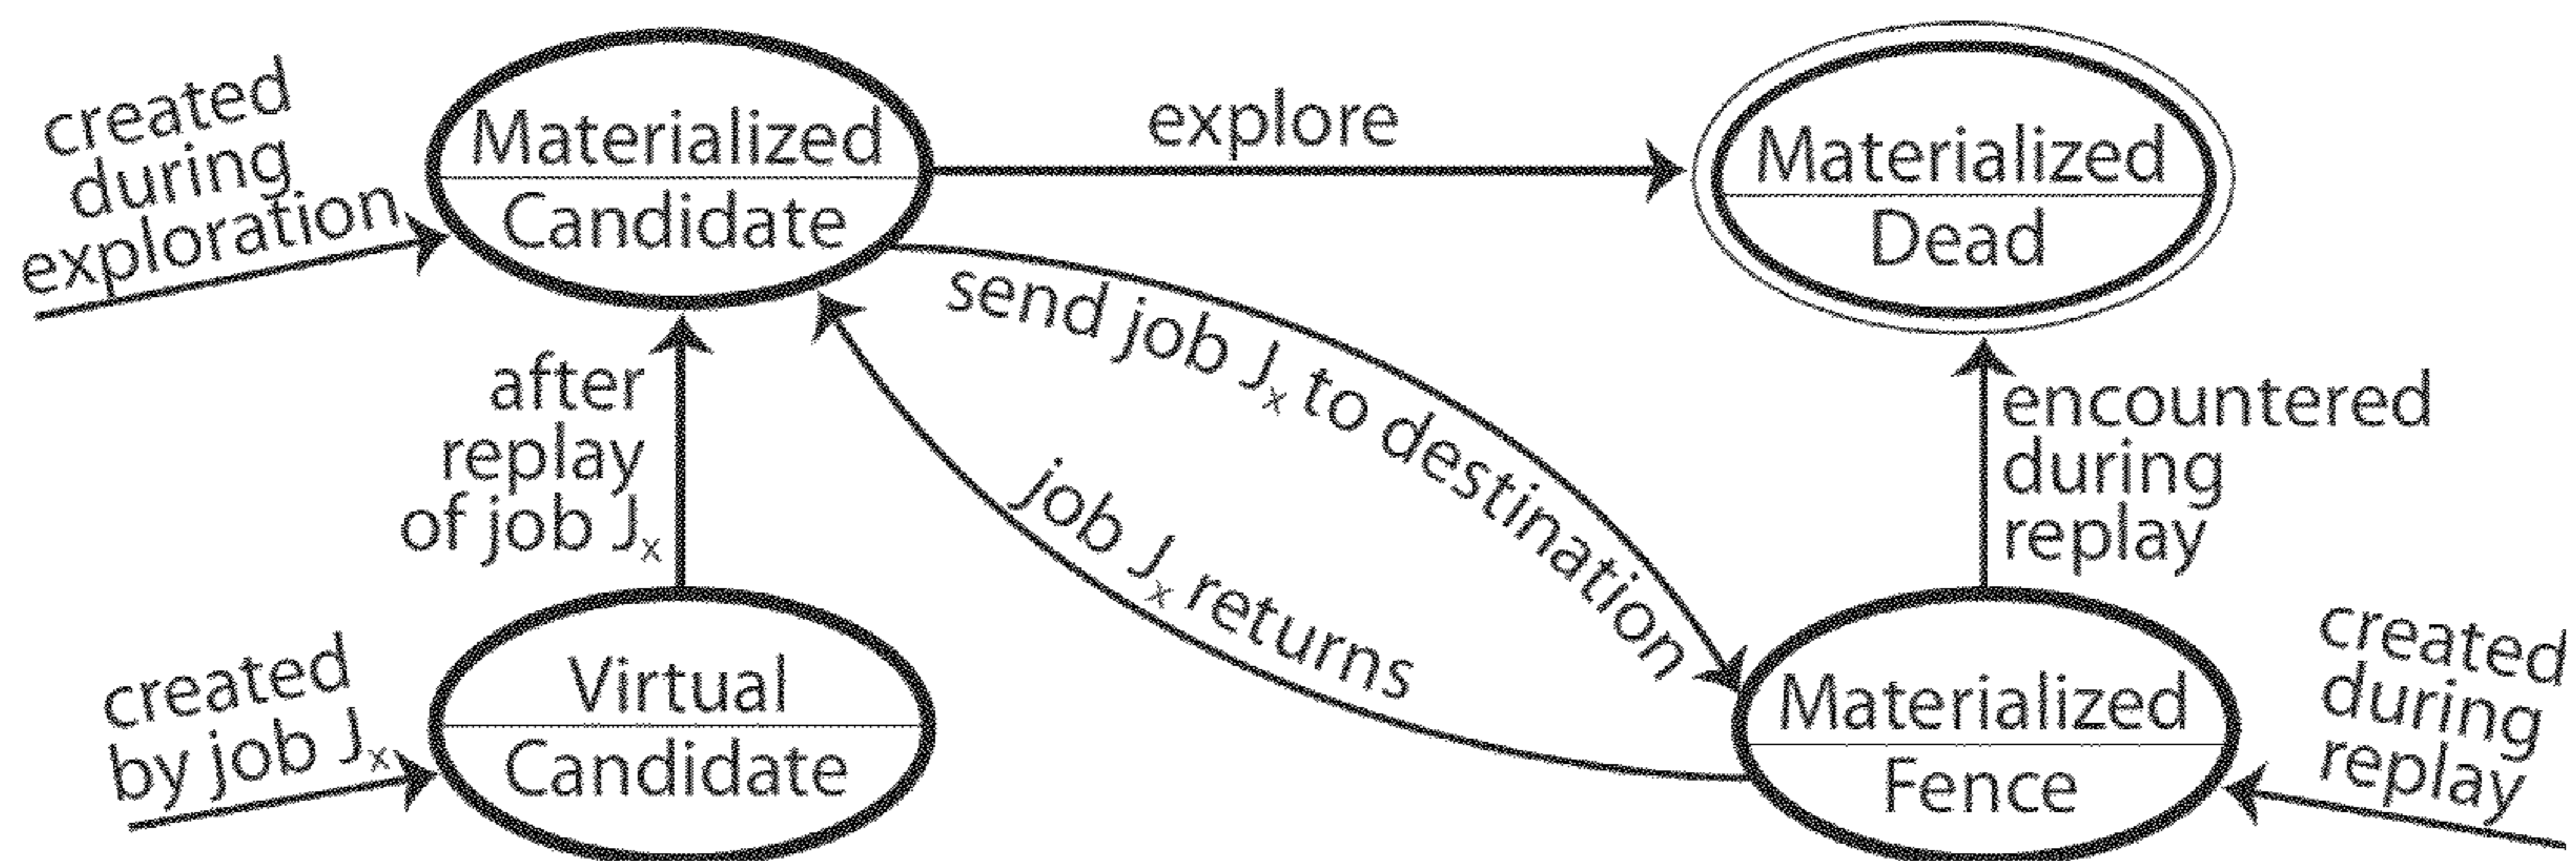 created
during
exploration
Materialized
Candidate
explore
Materialized
Dead
send job Jx to destination
job Jx returns
after
replay
of job Jx
encountered
during
replay
created
by job Jx
Virtual
Candidate
Materialized
Fence
created
during
replay